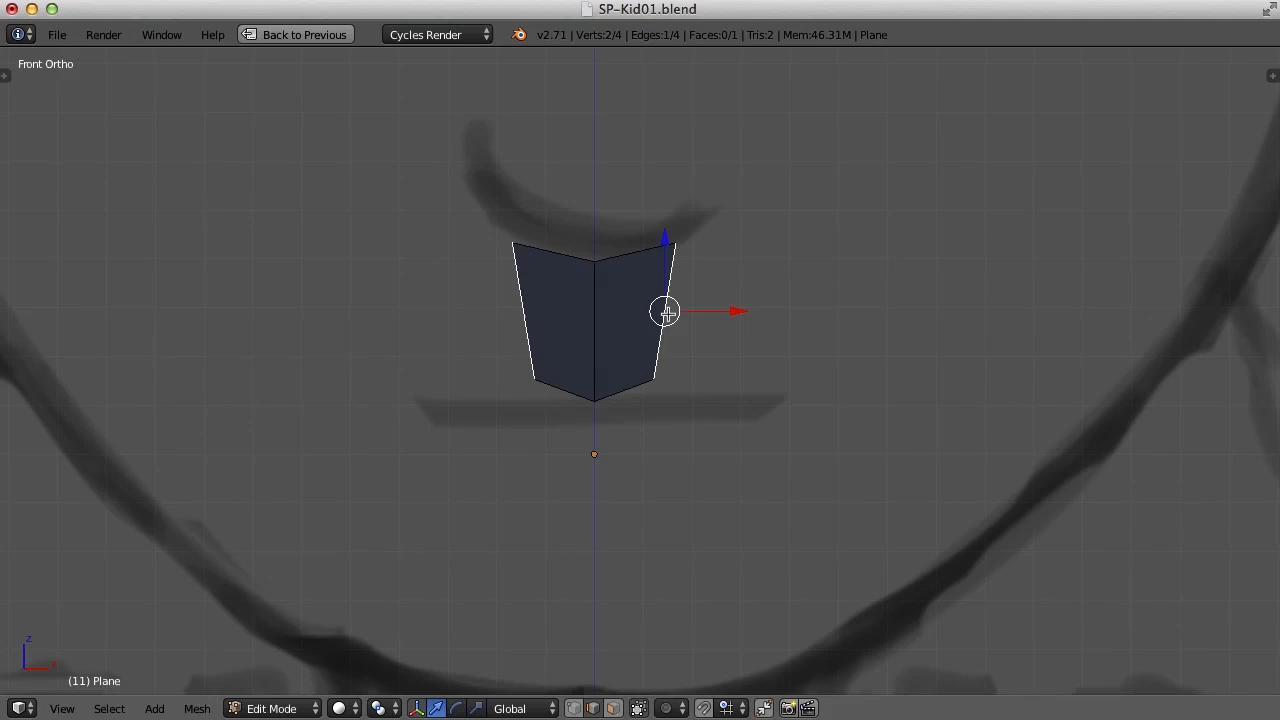 SP-Kid01.blend
File Render Window Help Back to Previous Cycles Render v2.71 | Verts:2/4 | Edges:1/4 | Faces:0/1 | Tris:2 | Mem:46.31M | Plane
Front Ortho
z
x
(11) Plane
View Select Add Mesh Edit Mode Global